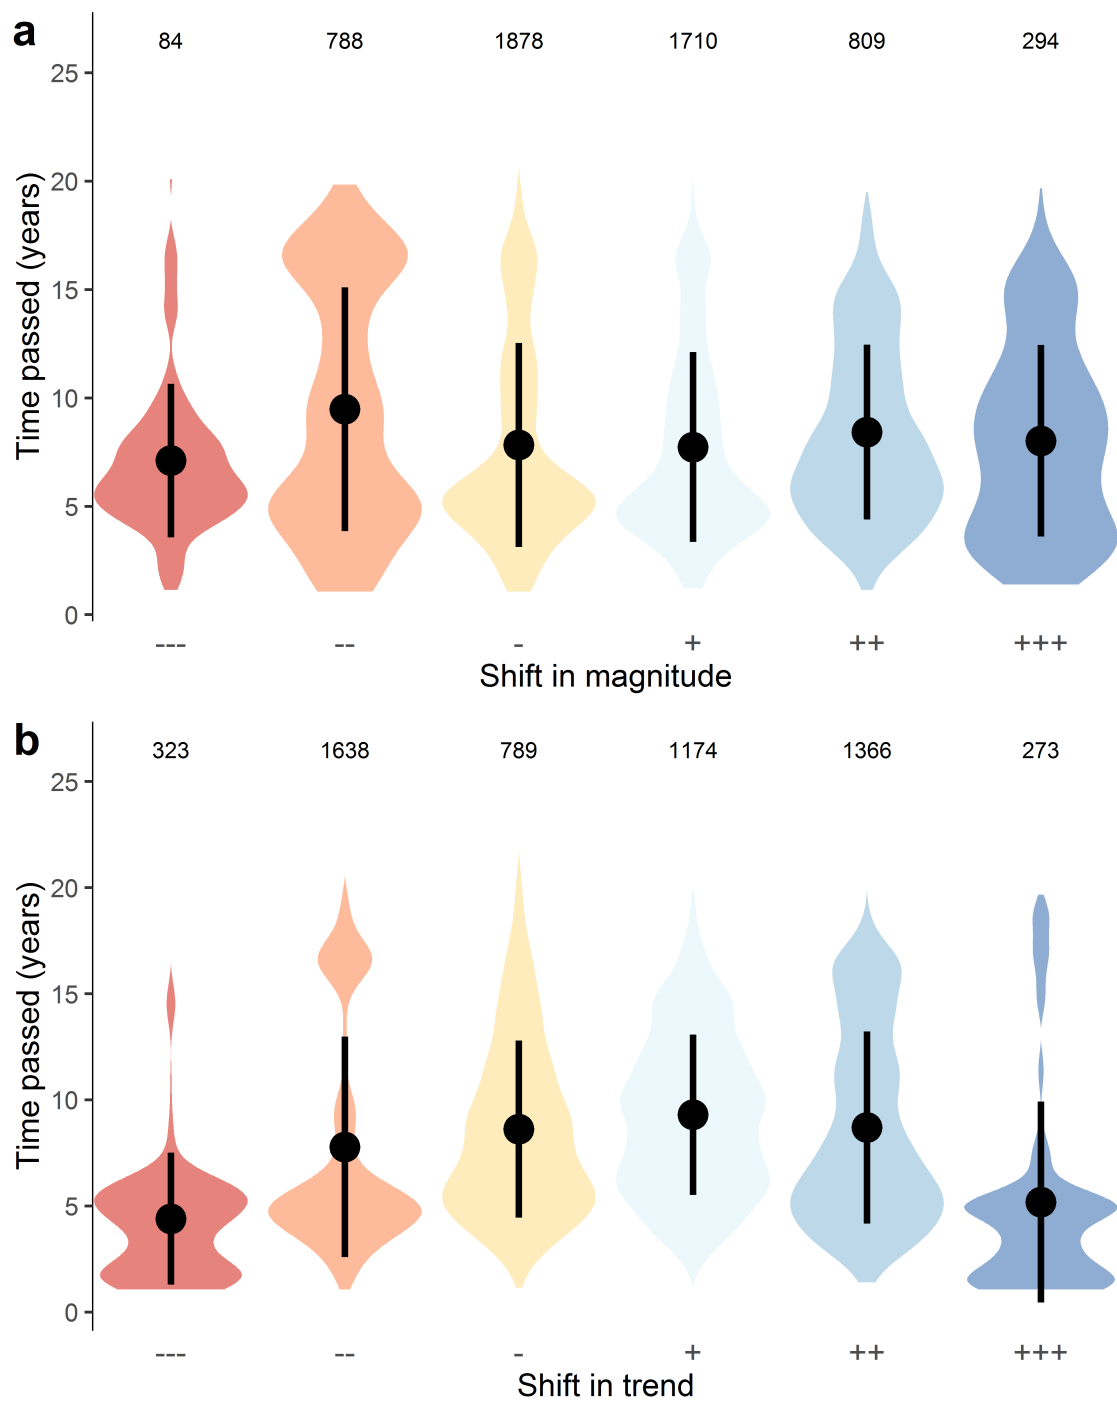 a
84 788 1878 1710 809 294
25
20
15
10
5
0
Time passed (years)
--- -- - + ++ +++
Shift in magnitude
b
323 1638 789 1174 1366 273
25
20
15
10
5
0
Time passed (years)
--- -- - + ++ +++
Shift in trend